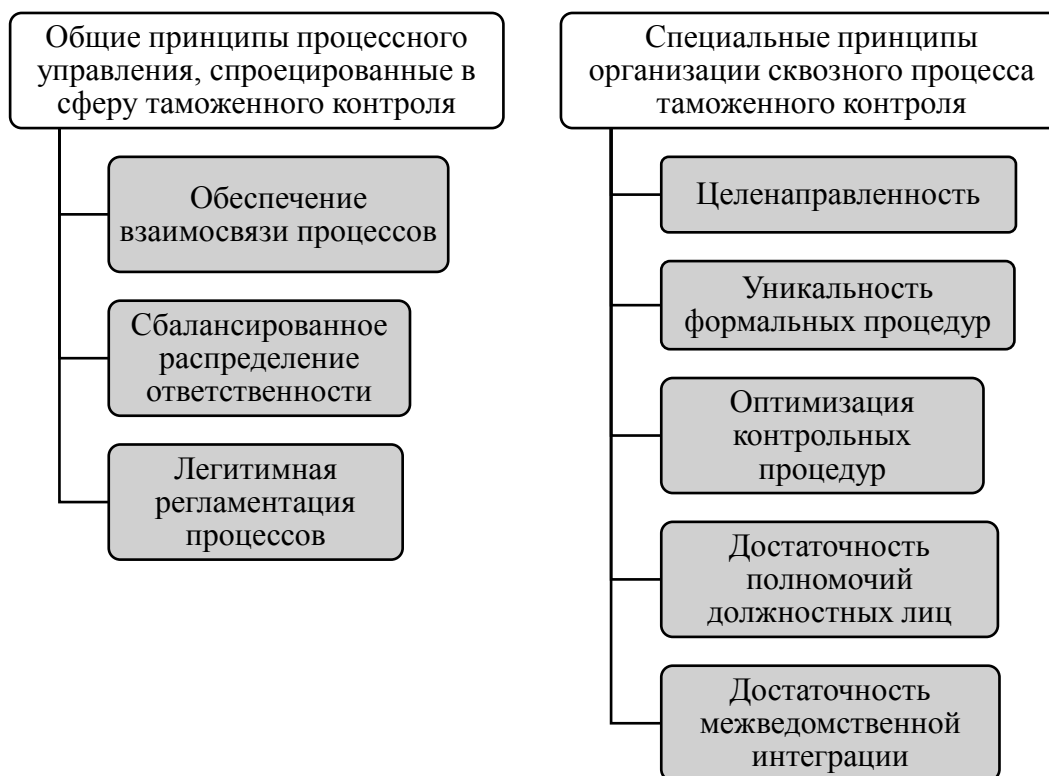 Общие принципы процессного
управления, спроецированные в
сферу таможенного контроля
Обеспечение
взаимосвязи процессов
Сбалансированное
распределение
ответственности
Легитимная
регламентация
процессов
Специальные принципы
организации сквозного процесса
таможенного контроля
Целенаправленность
Уникальность
формальных процедур
Оптимизация
контрольных
процедур
Достаточность
полномочий
должностных лиц
Достаточность
межведомственной
интеграции